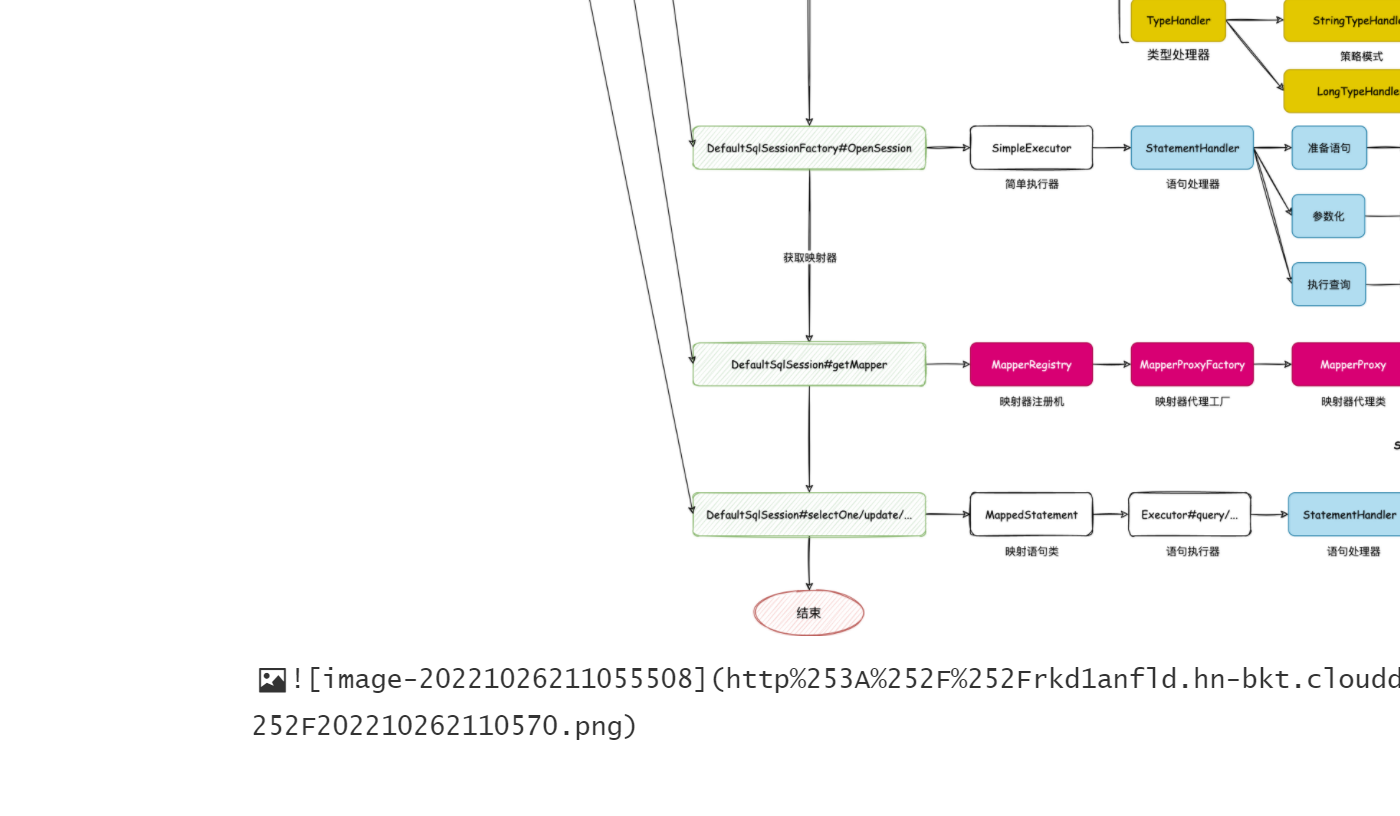 TypeHandler
StringTypeHandle
类型处理器
策略模式
LongTypeHandle
DefaultSqlSessionFactory#OpenSession
SimpleExecutor
StatementHandler
准备语句
简单执行器
语句处理器
参数化
获取映射器
执行查询
DefaultSqlSession#getMapper
MapperRegistry
MapperProxyFactory
MapperProxy
映射器注册机
映射器代理工厂
映射器代理类
DefaultSqlSession#selectOne/update/...
MappedStatement
Executor#query/...
StatementHandler
映射语句类
语句执行器
语句处理器
结束
![image-20221026211055508](http%253A%252F%252Frkd1anfld.hn-bkt.cloudd
252F202210262110570.png)